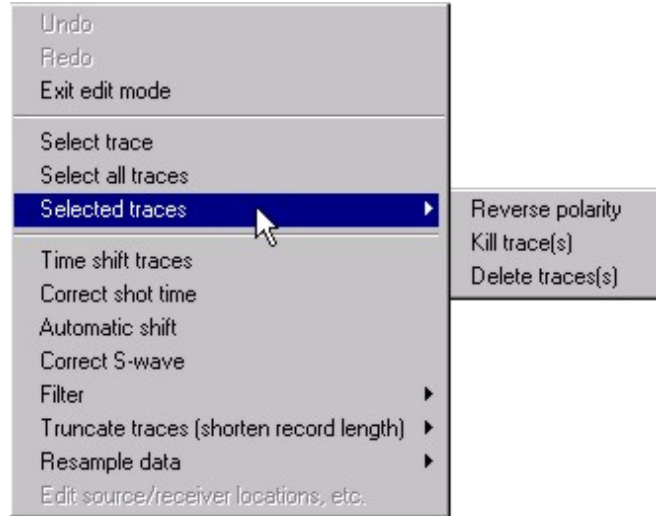 Undo
Redo
Exit edit mode
Select trace
Select all traces
Selected traces
Reverse polarity
Kill trace(s)
Delete traces(s)
Time shift traces
Correct shot time
Automatic shift
Correct S-wave
Filter
Truncate traces (shorten record length)
Resample data
Edit source/receiver locations, etc.